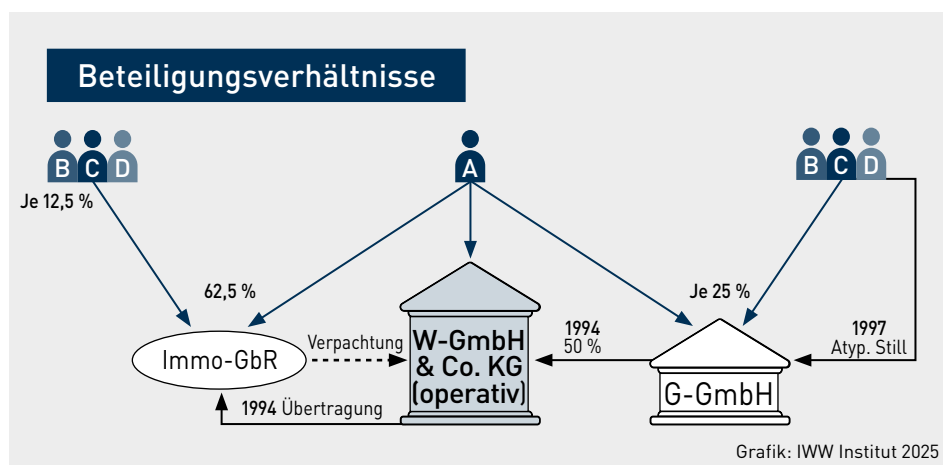 Beteiligungsverhältnisse
B C D
A
B C D
Je 12,5 %
62,5 %
Je 25 %
Immo-GbR
Verpachtung
W-GmbH
& Co. KG
(operativ)
1994
50 %
1997
Atyp. Still
G-GmbH
1994 Übertragung
Grafik: IWW Institut 2025